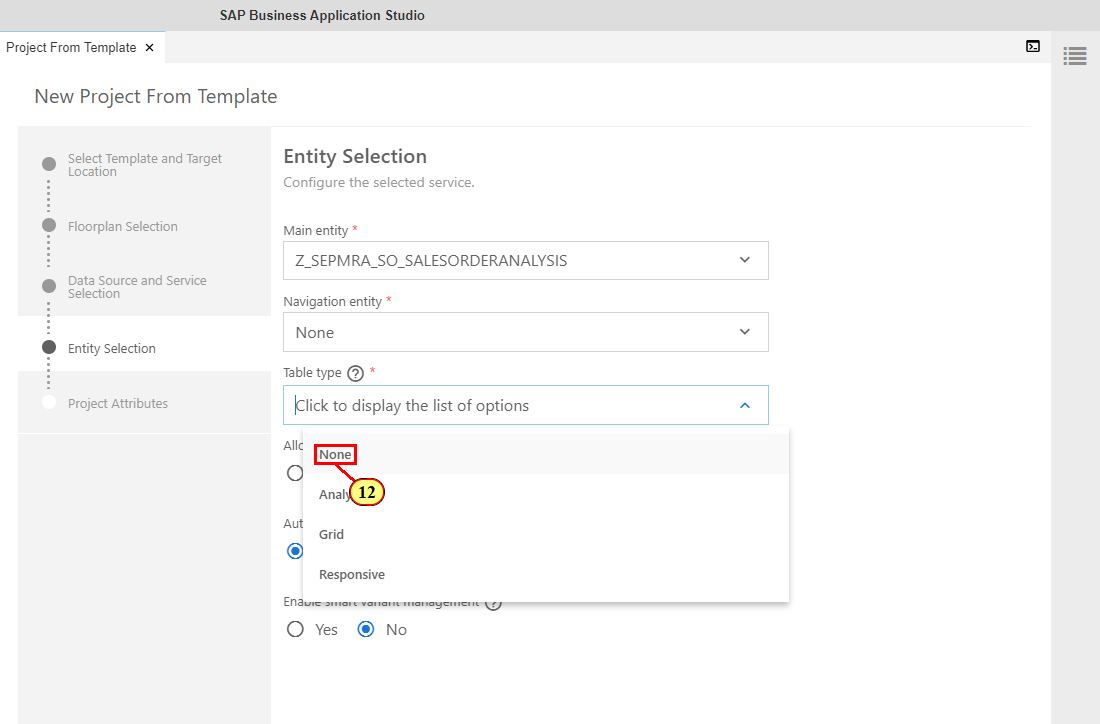 SAP Business Application Studio
Project From Template ×
New Project From Template
Select Template and Target
Location
Floorplan Selection
Data Source and Service
Selection
Entity Selection
Project Attributes
Entity Selection
Configure the selected service.
Main entity *
Z_SEPMRA_SO_SALESORDERANALYSIS
Navigation entity *
None
Table type ? *
Click to display the list of options
Allo
None
12
Analy
Grid
Aut
Responsive
Enable smart variant management ?
Yes No